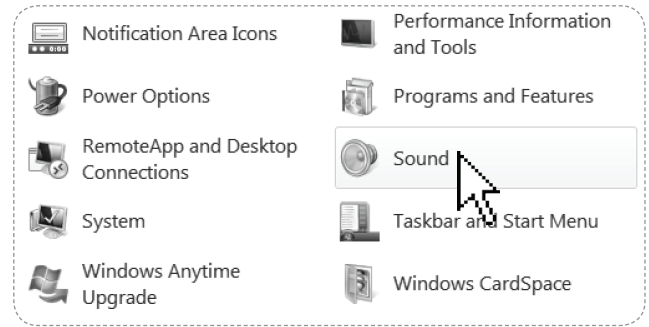 Notification Area Icons
Performance Information
and Tools
Power Options
Programs and Features
RemoteApp and Desktop
Connections
Sound
System
Taskbar and Start Menu
Windows Anytime
Upgrade
Windows CardSpace